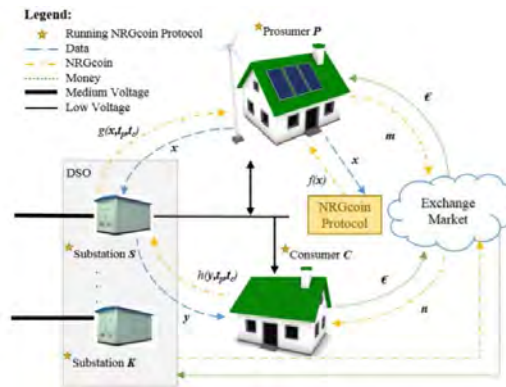 Legend:
Running NRGcoin Protocol
Data
NRGcoin
Money
Medium Voltage
Low Voltage
Prosumer P
g(x,tp,tc)
x
€
m
x
f(x)
DSO
NRGcoin
Protocol
Exchange
Market
Substation S
Consumer C
h(y,tp,tc)
€
y
n
Substation K